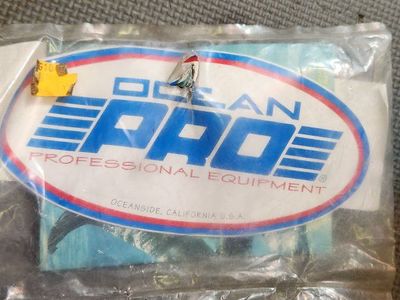 OCEAN
PRO
PROFESSIONAL EQUIPMENT
®
OCEANSIDE, CALIFORNIA U.S.A.